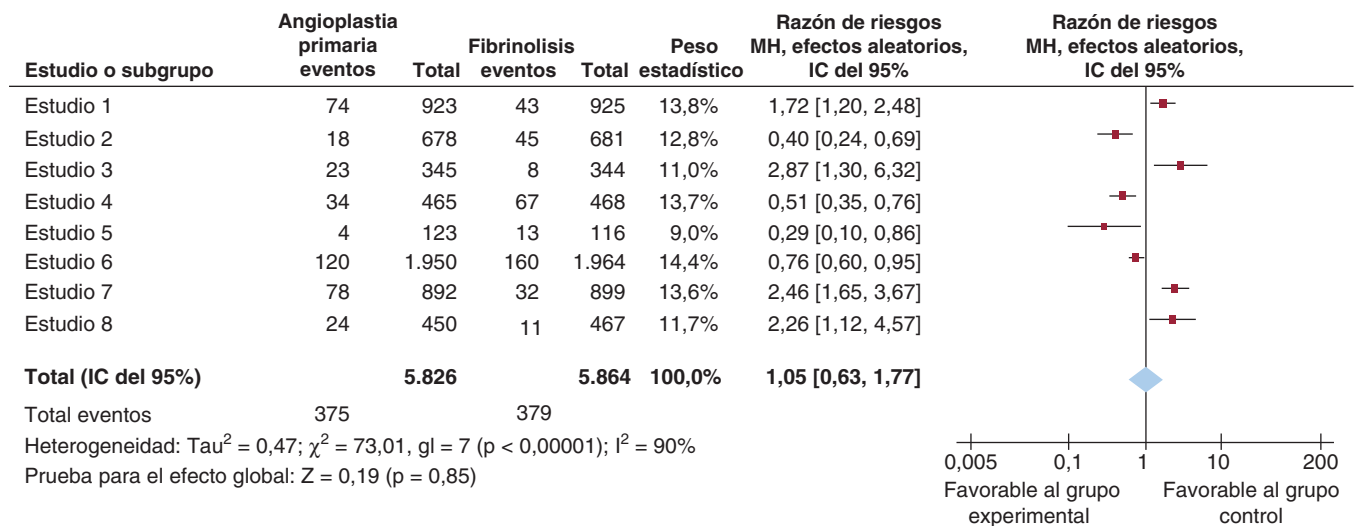 Angioplastia Razón de riesgos Razón de riesgos
primaria Fibrinolisis Peso MH, efectos aleatorios, MH, efectos aleatorios,
Estudio o subgrupo eventos Total eventos Total estadístico IC del 95% IC del 95%
Estudio 1 74 923 43 925 13,8% 1,72 [1,20, 2,48]
Estudio 2 18 678 45 681 12,8% 0,40 [0,24, 0,69]
Estudio 3 23 345 8 344 11,0% 2,87 [1,30, 6,32]
Estudio 4 34 465 67 468 13,7% 0,51 [0,35, 0,76]
Estudio 5 4 123 13 116 9,0% 0,29 [0,10, 0,86]
Estudio 6 120 1.950 160 1.964 14,4% 0,76 [0,60, 0,95]
Estudio 7 78 892 32 899 13,6% 2,46 [1,65, 3,67]
Estudio 8 24 450 11 467 11,7% 2,26 [1,12, 4,57]
Total (IC del 95%) 5.826 5.864 100,0% 1,05 [0,63, 1,77]
Total eventos 375 379
Heterogeneidad: Tau² = 0,47; χ² = 73,01, gl = 7 (p < 0,00001); I² = 90%
Prueba para el efecto global: Z = 0,19 (p = 0,85)
0,005 0,1 1 10 200
Favorable al grupo Favorable al grupo
experimental control